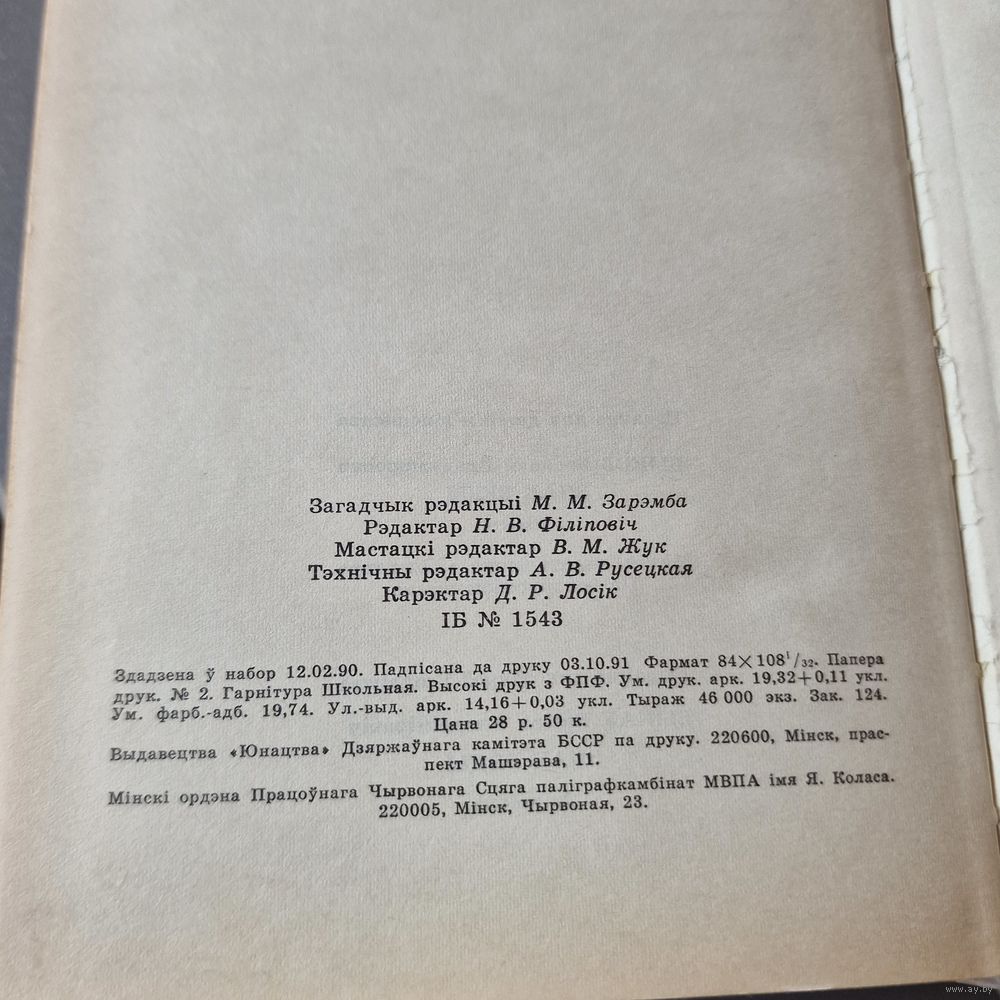 Загадчык рэдакцыі М. М. Зарэмба
Рэдактар Н. В. Філіповіч
Мастацкі рэдактар В. М. Жук
Тэхнічны рэдактар А. В. Русецкая
Карэктар Д. Р. Лосік
ІБ № 1543
Здадзена ў набор 12.02.90. Падпісана да друку 03.10.91 Фармат 84×108¹/₃₂. Папера
друк. № 2. Гарнітура Школьная. Высокі друк з ФПФ. Ум. друк. арк. 19,32+0,11 укл.
Ум. фарб.-адб. 19,74. Ул.-выд. арк. 14,16+0,03 укл. Тыраж 46 000 экз. Зак. 124.
Цана 28 р. 50 к.
Выдавецтва «Юнацтва» Дзяржаўнага камітэта БССР па друку. 220600, Мінск, прас-
пект Машэрава, 11.
Мінскі ордэна Працоўнага Чырвонага Сцяга паліграфкамбінат МВПА імя Я. Коласа.
220005, Мінск, Чырвоная, 23.
www.ay.by